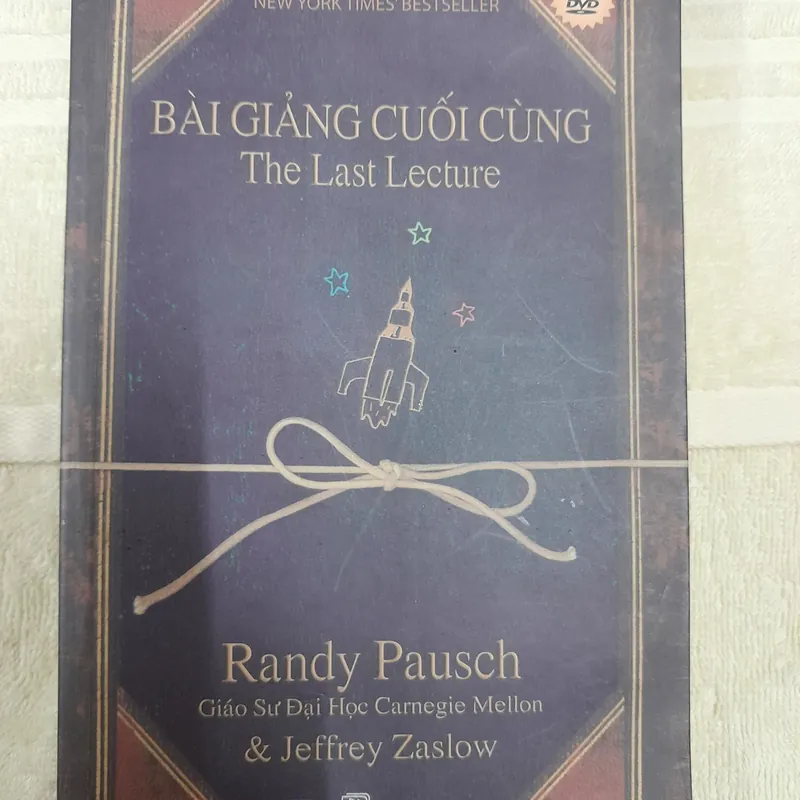 NEW YORK TIMES BESTSELLER
DVD
BÀI GIẢNG CUỐI CÙNG
The Last Lecture
Randy Pausch
Giáo Sư Đại Học Carnegie Mellon
& Jeffrey Zaslow